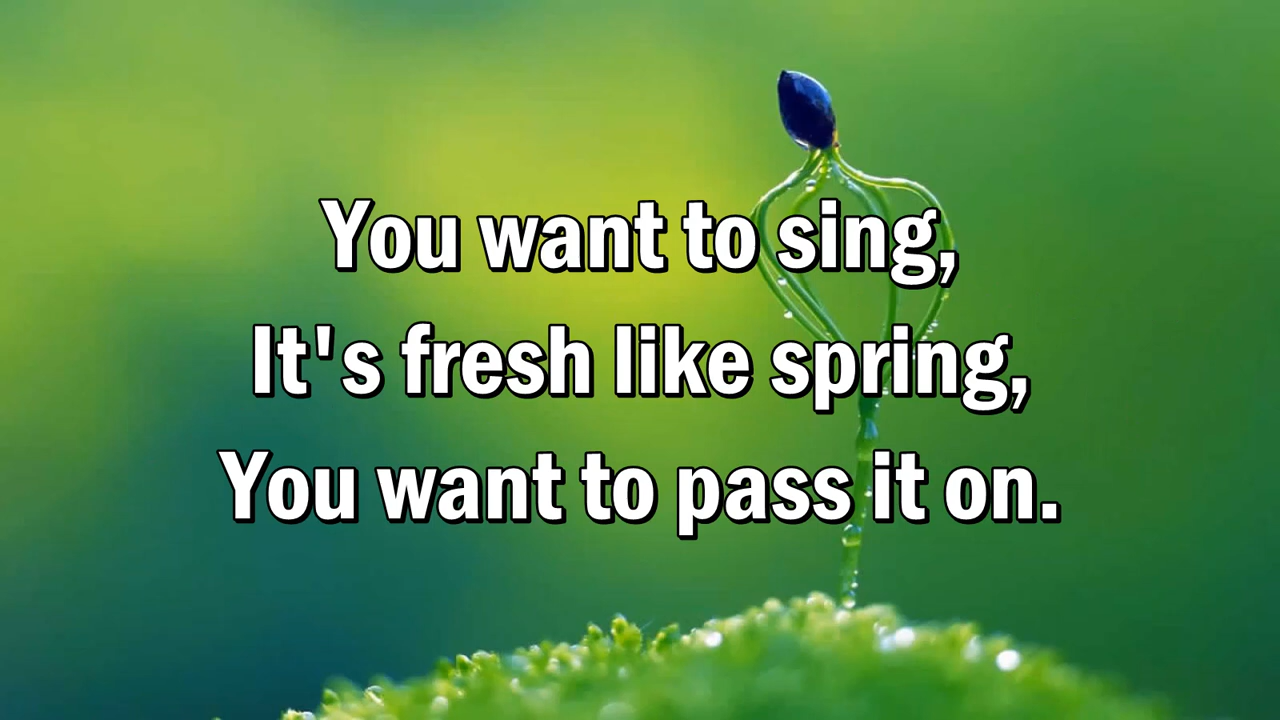 You want to sing,
It's fresh like spring,
You want to pass it on.